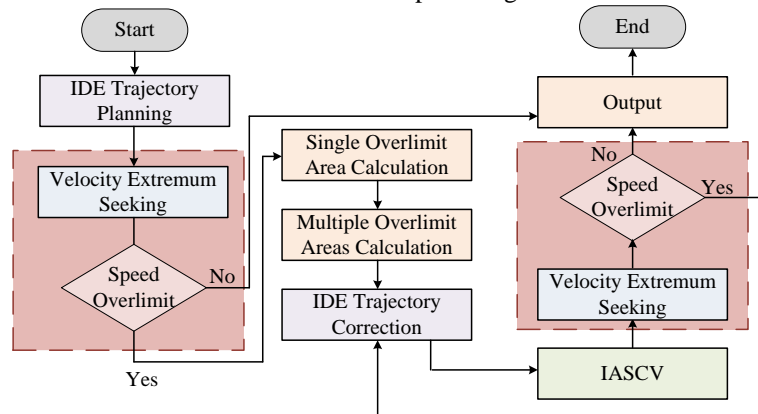 Start
IDE Trajectory
Planning
Velocity Extremum
Seeking
Speed
Overlimit
No
Yes
Single Overlimit
Area Calculation
Multiple Overlimit
Areas Calculation
IDE Trajectory
Correction
End
Output
No
Speed
Overlimit
Yes
Velocity Extremum
Seeking
IASCV